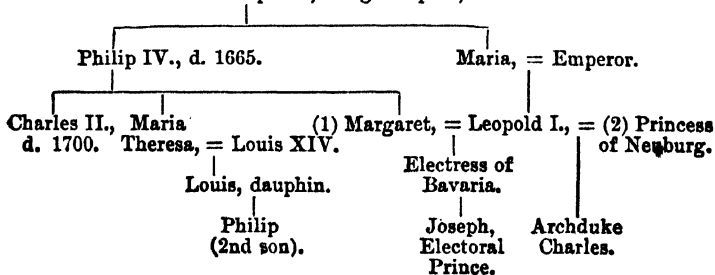 Philip IV., d. 1665. Maria, = Emperor.
Charles II., Maria (1) Margaret, = Leopold I., = (2) Princess
d. 1700. Theresa, = Louis XIV. of Neuburg.
Electress of
Louis, dauphin. Bavaria.
Philip Joseph, Archduke
(2nd son). Electoral Charles.
Prince.